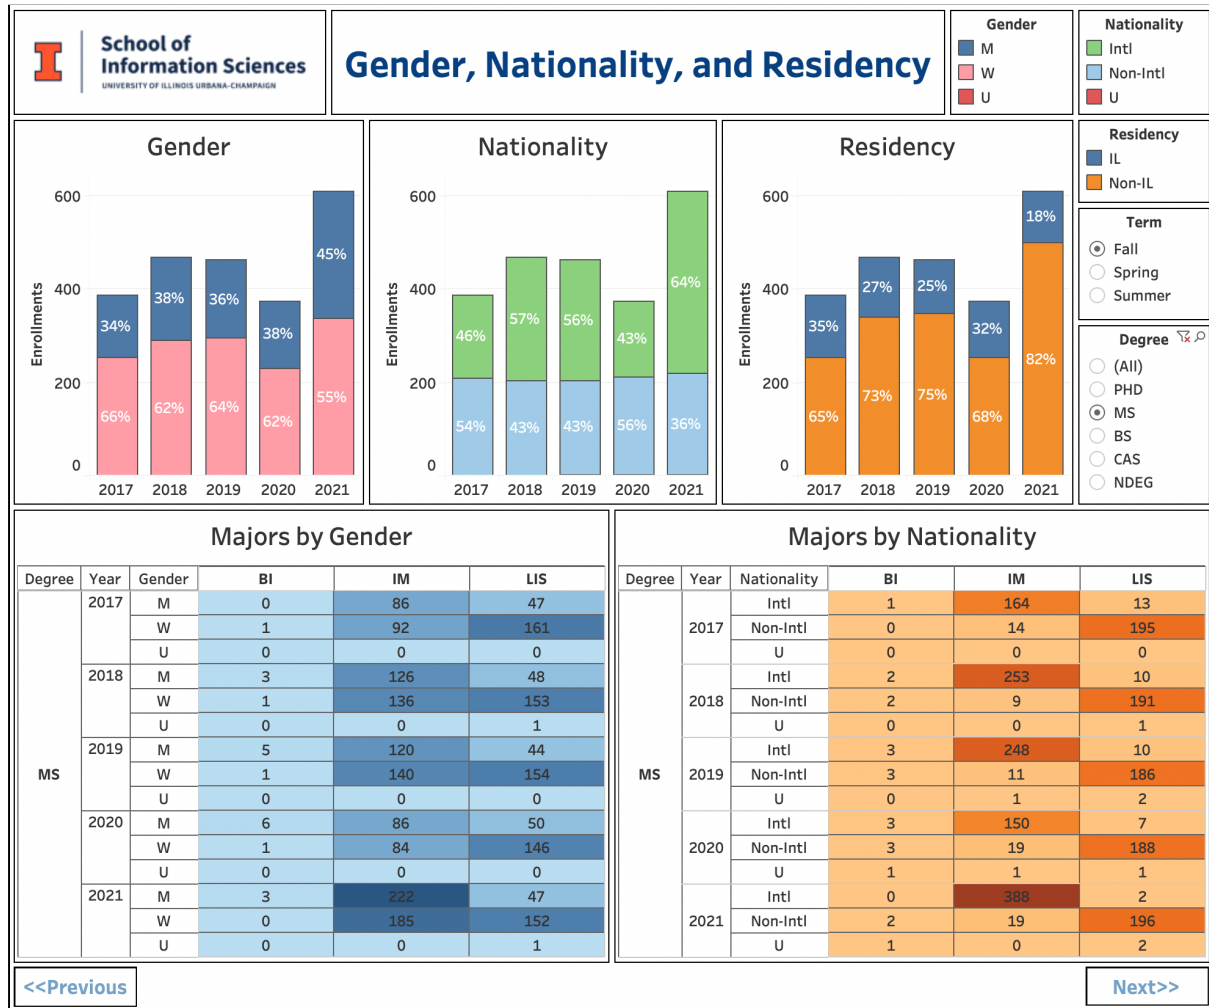 School of
Information Sciences
UNIVERSITY OF ILLINOIS URBANA-CHAMPAIGN
Gender, Nationality, and Residency
Gender
M
W
U
Nationality
Intl
Non-Intl
U
Residency
IL
Non-IL
Term
Fall
Spring
Summer
Degree
(All)
PHD
MS
BS
CAS
NDEG
Gender
Enrollments
600
400
200
0
34% 38% 36% 38% 45%
66% 62% 64% 62% 55%
2017 2018 2019 2020 2021
Nationality
Enrollments
600
400
200
0
46% 57% 56% 43% 64%
54% 43% 43% 56% 36%
2017 2018 2019 2020 2021
Residency
Enrollments
600
400
200
0
35% 27% 25% 32% 18%
65% 73% 75% 68% 82%
2017 2018 2019 2020 2021
Majors by Gender
Degree Year Gender BI IM LIS
MS
2017 M 0 86 47
W 1 92 161
U 0 0 0
2018 M 3 126 48
W 1 136 153
U 0 0 1
2019 M 5 120 44
W 1 140 154
U 0 0 0
2020 M 6 86 50
W 1 84 146
U 0 0 0
2021 M 3 222 47
W 0 185 152
U 0 0 1
Majors by Nationality
Degree Year Nationality BI IM LIS
MS
2017 Intl 1 164 13
Non-Intl 0 14 195
U 0 0 0
2018 Intl 2 253 10
Non-Intl 2 9 191
U 0 0 1
2019 Intl 3 248 10
Non-Intl 3 11 186
U 0 1 2
2020 Intl 3 150 7
Non-Intl 3 19 188
U 1 1 1
2021 Intl 0 388 2
Non-Intl 2 19 196
U 1 0 2
<<Previous
Next>>